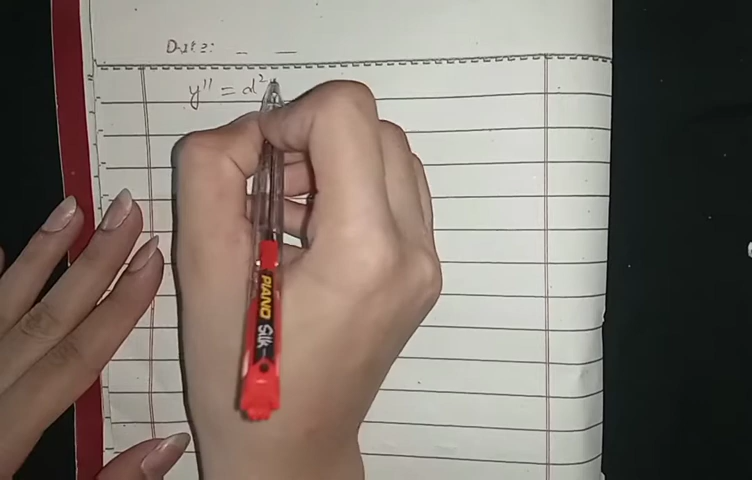 Date: _ _
y'' = d²
PIANO Silk